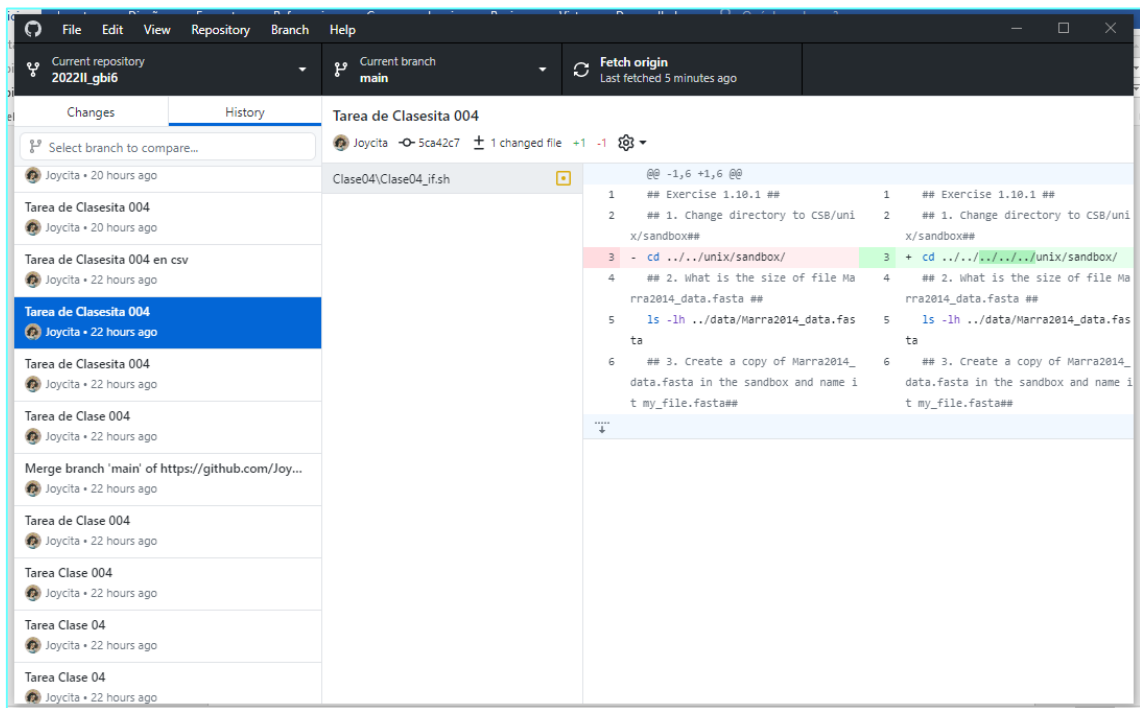 File Edit View Repository Branch Help
Current repository
2022II_gbi6
Current branch
main
Fetch origin
Last fetched 5 minutes ago
Changes
History
Select branch to compare...
Joycita • 20 hours ago
Tarea de Clasesita 004
Joycita • 20 hours ago
Tarea de Clasesita 004 en csv
Joycita • 22 hours ago
Tarea de Clasesita 004
Joycita • 22 hours ago
Tarea de Clasesita 004
Joycita • 22 hours ago
Tarea de Clase 004
Joycita • 22 hours ago
Merge branch 'main' of https://github.com/Joy...
Joycita • 22 hours ago
Tarea de Clase 004
Joycita • 22 hours ago
Tarea Clase 004
Joycita • 22 hours ago
Tarea Clase 04
Joycita • 22 hours ago
Tarea Clase 04
Joycita • 22 hours ago
Tarea de Clasesita 004
Joycita 5ca42c7 1 changed file +1 -1
Clase04\Clase04_if.sh
@@ -1,6 +1,6 @@
1 ## Exercise 1.10.1 ##
2 ## 1. Change directory to CSB/uni
x/sandbox##
3 - cd ../../unix/sandbox/
4 ## 2. What is the size of file Ma
rra2014_data.fasta ##
5 ls -lh ../data/Marra2014_data.fas
ta
6 ## 3. Create a copy of Marra2014_
data.fasta in the sandbox and name i
t my_file.fasta##
1 ## Exercise 1.10.1 ##
2 ## 1. Change directory to CSB/uni
x/sandbox##
3 + cd ../../../../../unix/sandbox/
4 ## 2. What is the size of file Ma
rra2014_data.fasta ##
5 ls -lh ../data/Marra2014_data.fas
ta
6 ## 3. Create a copy of Marra2014_
data.fasta in the sandbox and name i
t my_file.fasta##